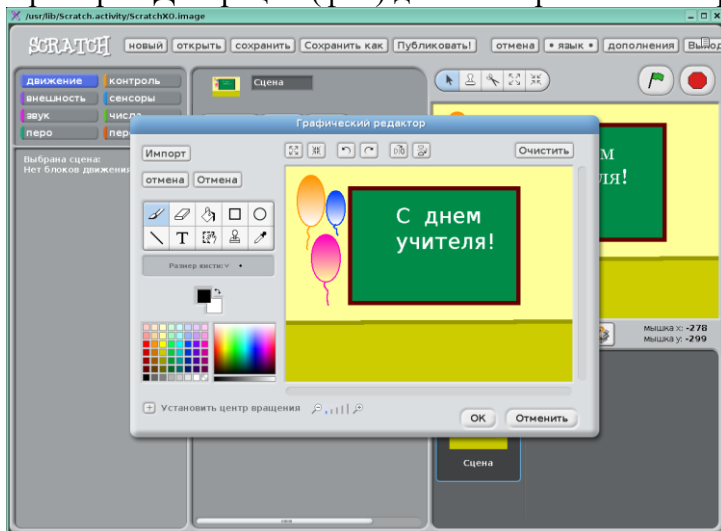 /usr/lib/Scratch.activity/ScratchXO.image
SCRATCH
новый
открыть
сохранить
Сохранить как
Публиковать!
отмена
• язык •
дополнения
движение
контроль
внешность
сенсоры
звук
числа
перо
Сцена
Выбрана сцена:
Нет блоков движения
Графический редактор
Импорт
Очистить
отмена
Отмена
Размер кисти:
С днем
учителя!
Установить центр вращения
OK
Отменить
мышка x: -278
мышка y: -299
Сцена